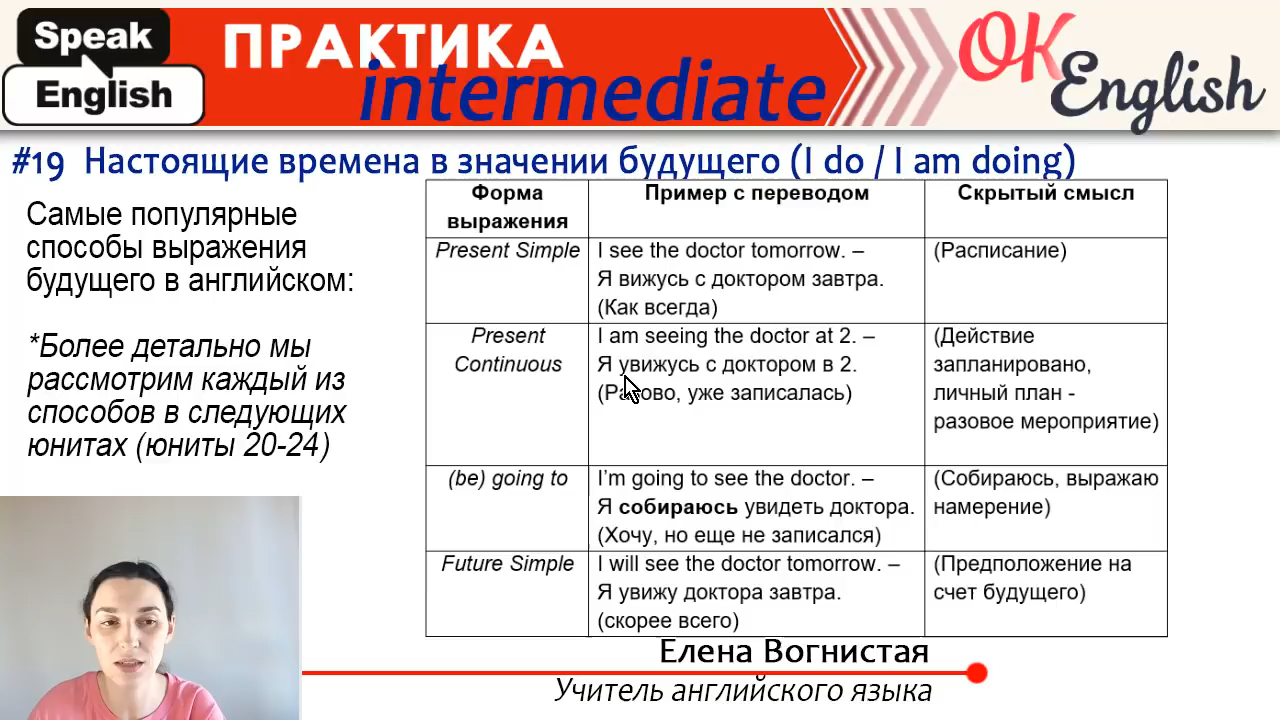 Speak
English
ПРАКТИКА
intermediate
OK
English
#19 Настоящие времена в значении будущего (I do / I am doing)
Самые популярные
способы выражения
будущего в английском:
*Более детально мы
рассмотрим каждый из
способов в следующих
юнитах (юниты 20-24)
Форма
выражения
Пример с переводом
Скрытый смысл
Present Simple
I see the doctor tomorrow. –
Я вижусь с доктором завтра.
(Как всегда)
(Расписание)
Present
Continuous
I am seeing the doctor at 2. –
Я увижусь с доктором в 2.
(Разово, уже записалась)
(Действие
запланировано,
личный план -
разовое мероприятие)
(be) going to
I’m going to see the doctor. –
Я собираюсь увидеть доктора.
(Хочу, но еще не записался)
(Собираюсь, выражаю
намерение)
Future Simple
I will see the doctor tomorrow. –
Я увижу доктора завтра.
(скорее всего)
(Предположение на
счет будущего)
Елена Вогнистая
Учитель английского языка